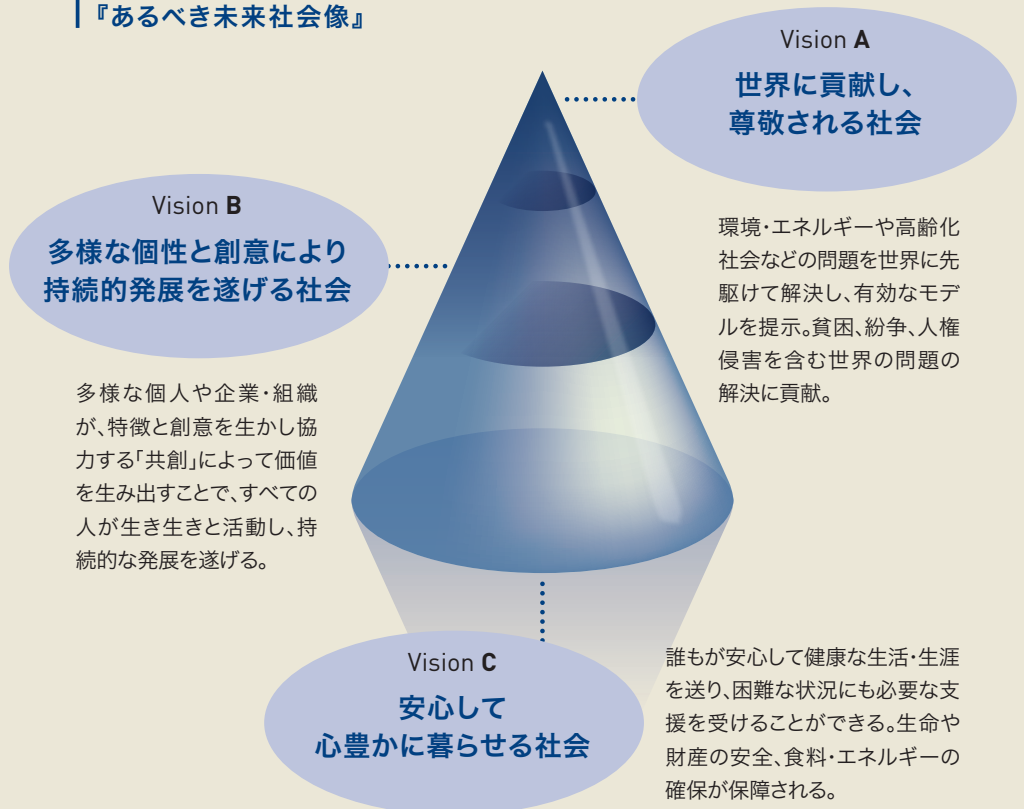 『あるべき未来社会像』
Vision A
世界に貢献し、
尊敬される社会
環境・エネルギーや高齢化
社会などの問題を世界に先
駆けて解決し、有効なモデ
ルを提示。貧困、紛争、人権
侵害を含む世界の問題の
解決に貢献。
Vision B
多様な個性と創意により
持続的発展を遂げる社会
多様な個人や企業・組織
が、特徴と創意を生かし協
力する「共創」によって価値
を生み出すことで、すべての
人が生き生きと活動し、持
続的な発展を遂げる。
Vision C
安心して
心豊かに暮らせる社会
誰もが安心して健康な生活・生涯
を送り、困難な状況にも必要な支
援を受けることができる。生命や
財産の安全、食料・エネルギーの
確保が保障される。